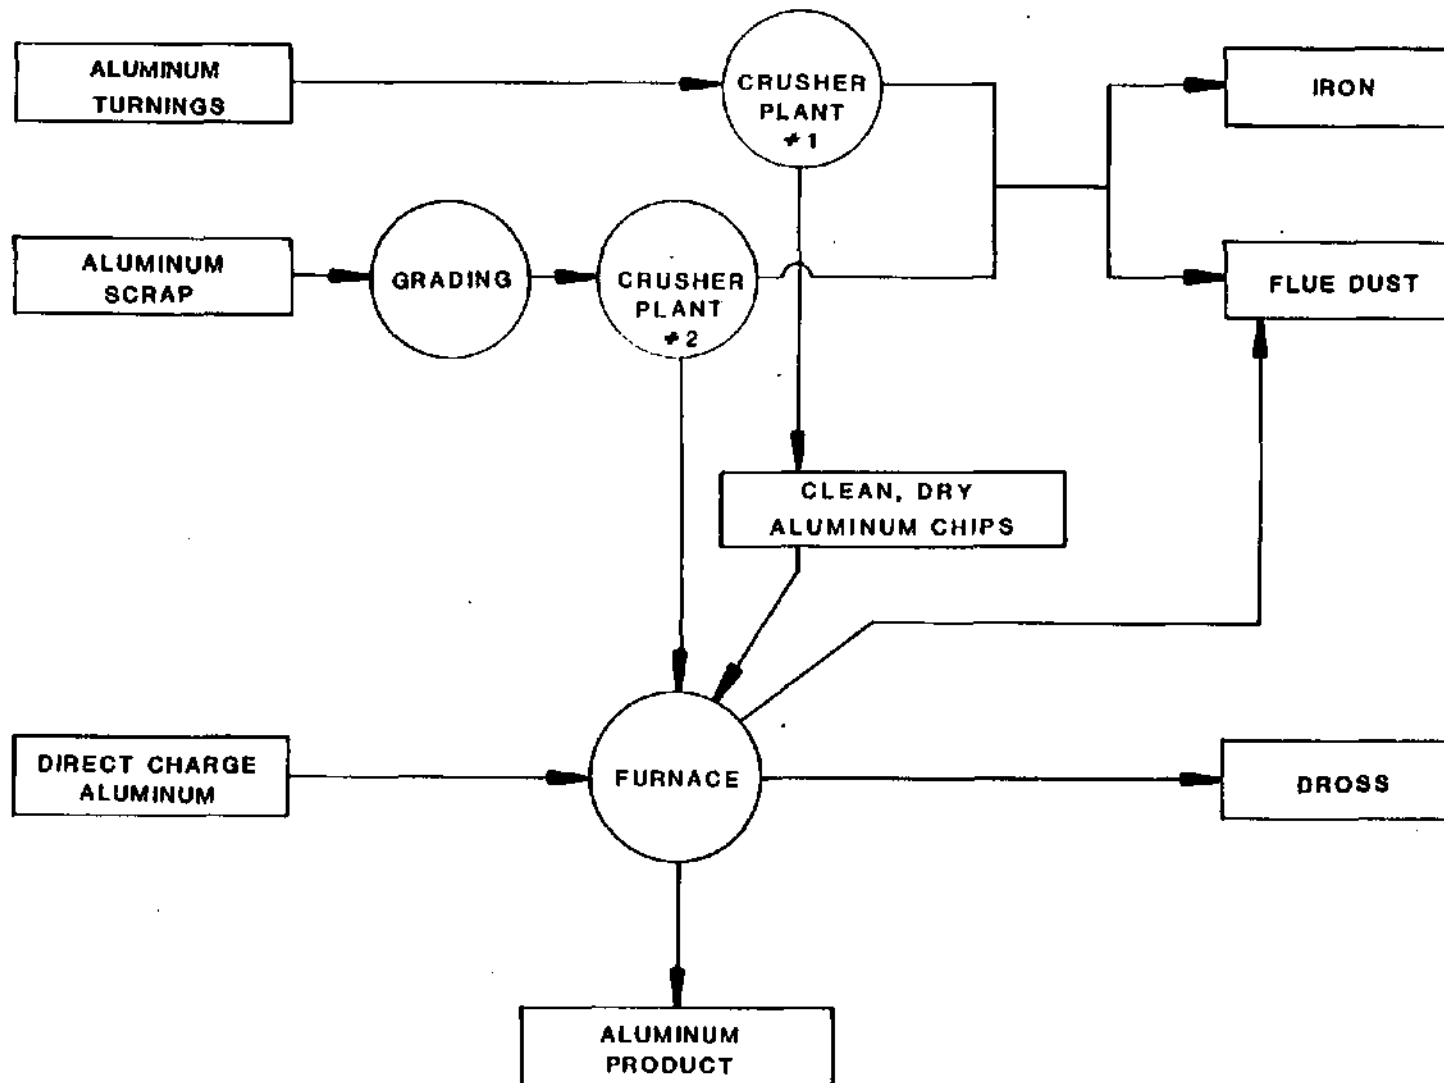 ALUMINUM
TURNINGS
CRUSHER
PLANT
#1
IRON
ALUMINUM
SCRAP
GRADING
CRUSHER
PLANT
#2
FLUE DUST
CLEAN, DRY
ALUMINUM CHIPS
DIRECT CHARGE
ALUMINUM
FURNACE
DROSS
ALUMINUM
PRODUCT